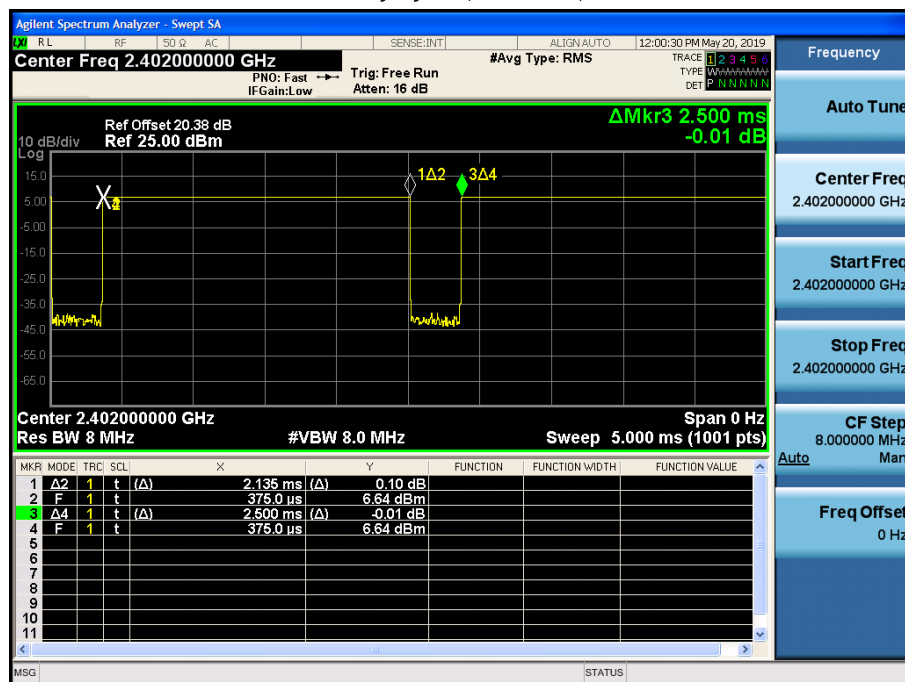 Agilent Spectrum Analyzer - Swept SA
LXI RL RF 50 Ω AC SENSE:INT ALIGN AUTO 12:00:30 PM May 20, 2019
Center Freq 2.402000000 GHz #Avg Type: RMS TRACE 1 2 3 4 5 6
PNO: Fast Trig: Free Run TYPE WWWWWW
IFGain:Low Atten: 16 dB DET P N N N N N
Frequency
Auto Tune
Center Freq
2.402000000 GHz
Start Freq
2.402000000 GHz
Stop Freq
2.402000000 GHz
CF Step
8.000000 MHz
Auto Man
Freq Offset
0 Hz
ΔMkr3 2.500 ms
-0.01 dB
Ref Offset 20.38 dB
10 dB/div Ref 25.00 dBm
Log
15.0
5.00
-5.00
-15.0
-25.0
-35.0
-45.0
-55.0
-65.0
1Δ2 3Δ4
Center 2.402000000 GHz Span 0 Hz
Res BW 8 MHz #VBW 8.0 MHz Sweep 5.000 ms (1001 pts)
MKR MODE TRC SCL X Y FUNCTION FUNCTION WIDTH FUNCTION VALUE
1 Δ2 1 t (Δ) 2.135 ms (Δ) 0.10 dB
2 F 1 t 375.0 µs 6.64 dBm
3 Δ4 1 t (Δ) 2.500 ms (Δ) -0.01 dB
4 F 1 t 375.0 µs 6.64 dBm
5
6
7
8
9
10
11
MSG STATUS